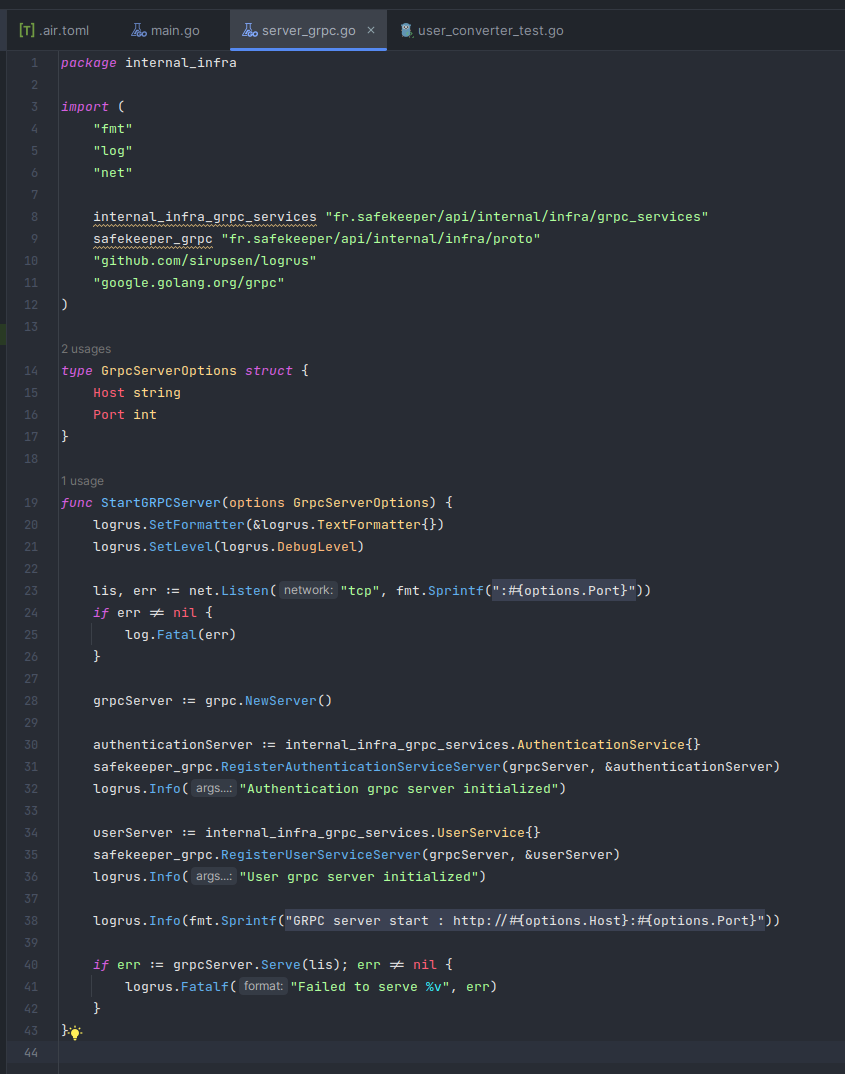 [T] .air.toml main.go server_grpc.go × user_converter_test.go
1 package internal_infra
2
3 import (
4 "fmt"
5 "log"
6 "net"
7
8 internal_infra_grpc_services "fr.safekeeper/api/internal/infra/grpc_services"
9 safekeeper_grpc "fr.safekeeper/api/internal/infra/proto"
10 "github.com/sirupsen/logrus"
11 "google.golang.org/grpc"
12 )
13
2 usages
14 type GrpcServerOptions struct {
15 Host string
16 Port int
17 }
18
1 usage
19 func StartGRPCServer(options GrpcServerOptions) {
20 logrus.SetFormatter(&logrus.TextFormatter{})
21 logrus.SetLevel(logrus.DebugLevel)
22
23 lis, err := net.Listen( network: "tcp", fmt.Sprintf(":#{options.Port}"))
24 if err != nil {
25 log.Fatal(err)
26 }
27
28 grpcServer := grpc.NewServer()
29
30 authenticationServer := internal_infra_grpc_services.AuthenticationService{}
31 safekeeper_grpc.RegisterAuthenticationServiceServer(grpcServer, &authenticationServer)
32 logrus.Info( args...: "Authentication grpc server initialized")
33
34 userServer := internal_infra_grpc_services.UserService{}
35 safekeeper_grpc.RegisterUserServiceServer(grpcServer, &userServer)
36 logrus.Info( args...: "User grpc server initialized")
37
38 logrus.Info(fmt.Sprintf("GRPC server start : http://#{options.Host}:#{options.Port}"))
39
40 if err := grpcServer.Serve(lis); err != nil {
41 logrus.Fatalf( format: "Failed to serve %v", err)
42 }
43 }
44